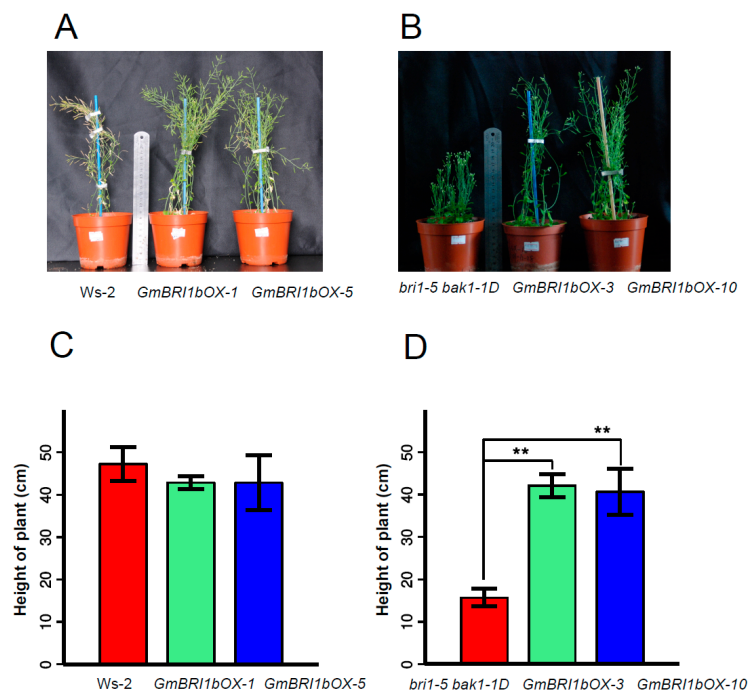 A
B
Ws-2 GmBRI1bOX-1 GmBRI1bOX-5
bri1-5 bak1-1D GmBRI1bOX-3 GmBRI1bOX-10
C
D
Height of plant (cm)
50
40
30
20
10
0
Ws-2 GmBRI1bOX-1 GmBRI1bOX-5
Height of plant (cm)
50
40
30
20
10
0
**
**
bri1-5 bak1-1D GmBRI1bOX-3 GmBRI1bOX-10